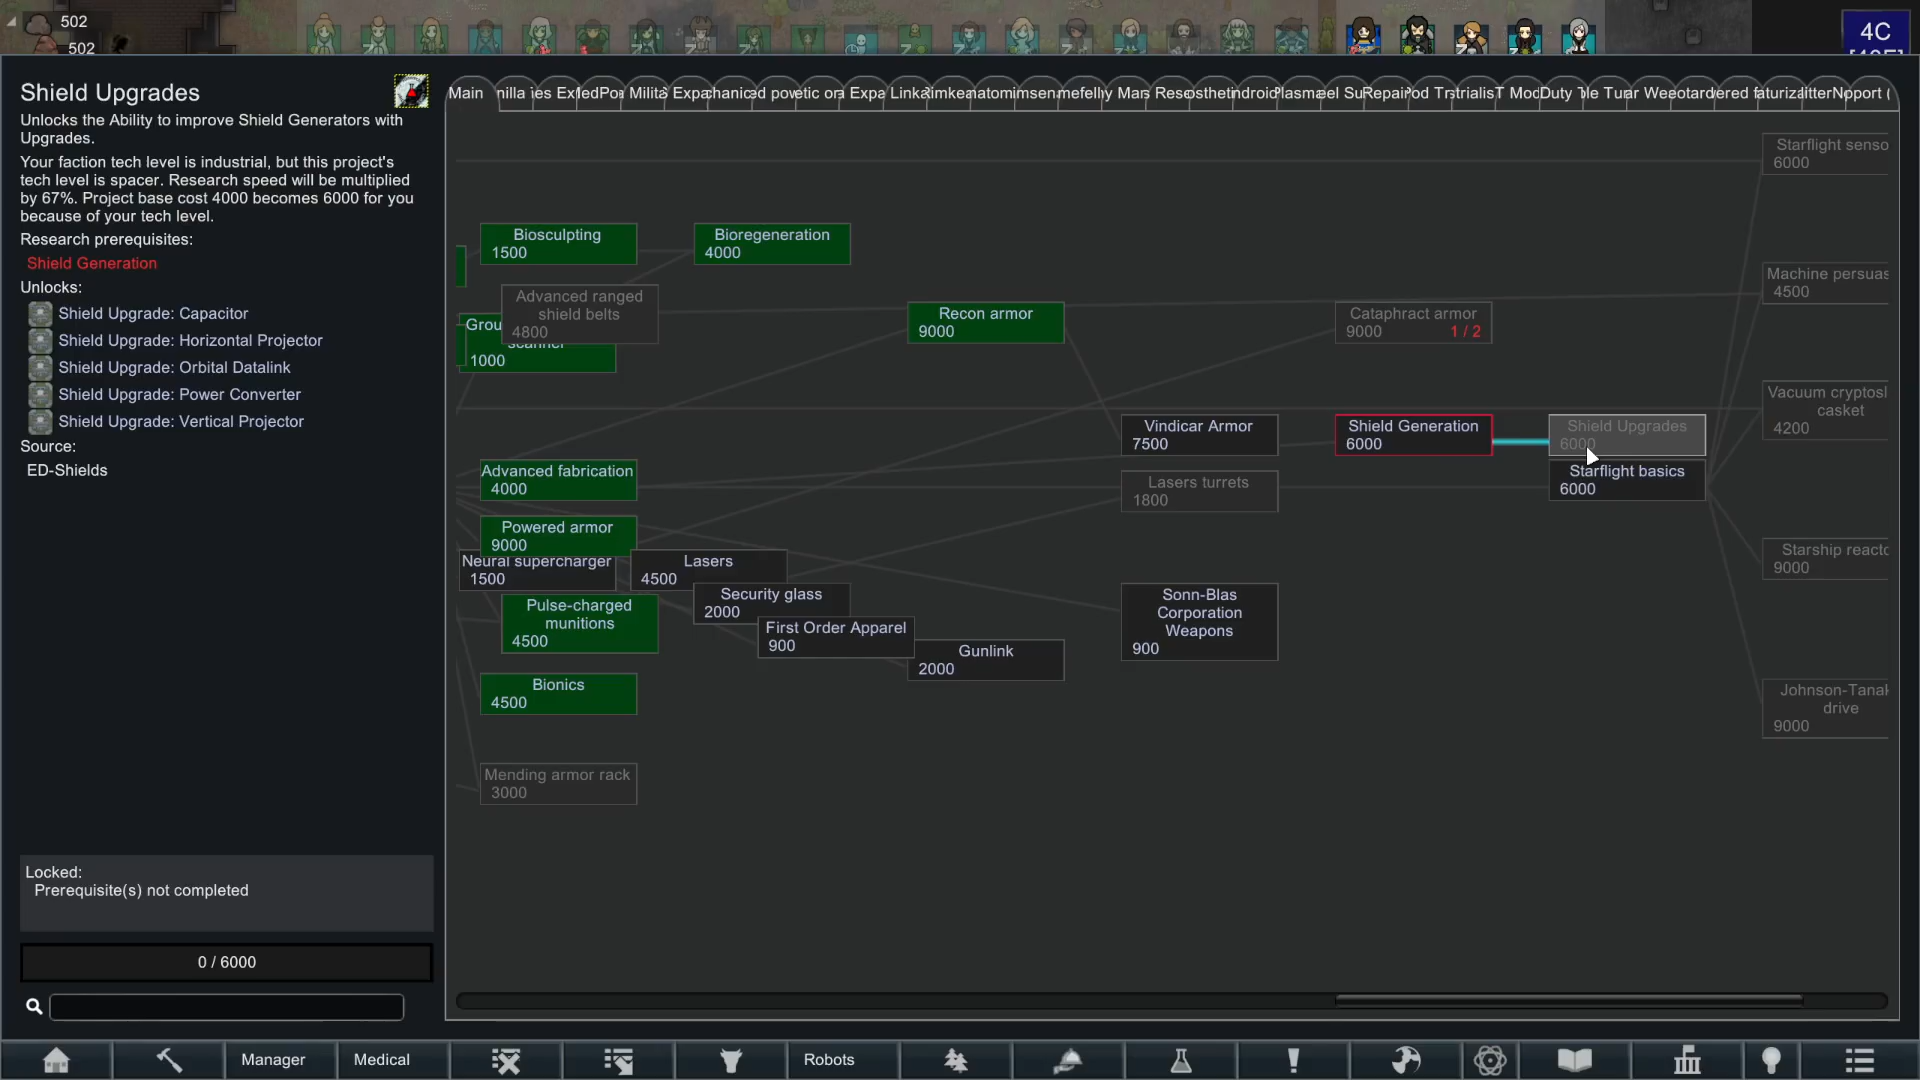 502
502
4C
Shield Upgrades
Unlocks the Ability to improve Shield Generators with
Upgrades.
Your faction tech level is industrial, but this project's
tech level is spacer. Research speed will be multiplied
by 67%. Project base cost 4000 becomes 6000 for you
because of your tech level.
Research prerequisites:
Shield Generation
Unlocks:
Shield Upgrade: Capacitor
Shield Upgrade: Horizontal Projector
Shield Upgrade: Orbital Datalink
Shield Upgrade: Power Converter
Shield Upgrade: Vertical Projector
Source:
ED-Shields
Locked:
Prerequisite(s) not completed
0 / 6000
Main
Starflight senso
6000
Biosculpting
1500
Bioregeneration
4000
Machine persuas
4500
Advanced ranged
shield belts
4800
Grou
scanner
1000
Recon armor
9000
Cataphract armor
9000 1 / 2
Vacuum cryptosl
casket
4200
Vindicar Armor
7500
Shield Generation
6000
Shield Upgrades
6000
Advanced fabrication
4000
Lasers turrets
1800
Starflight basics
6000
Powered armor
9000
Neural supercharger
1500
Lasers
4500
Starship reacto
9000
Security glass
2000
Sonn-Blas
Corporation
Weapons
900
Pulse-charged
munitions
4500
First Order Apparel
900
Gunlink
2000
Bionics
4500
Johnson-Tanak
drive
9000
Mending armor rack
3000
Manager
Medical
Robots